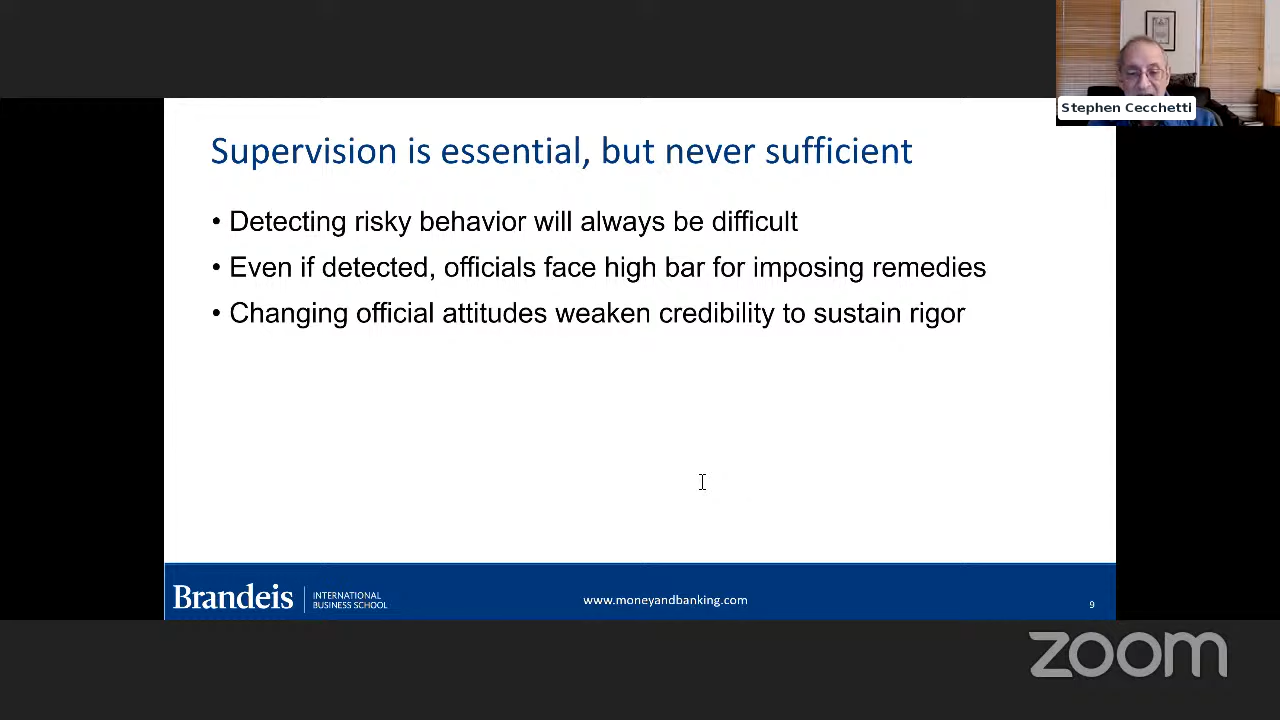 Stephen Cecchetti
Supervision is essential, but never sufficient
• Detecting risky behavior will always be difficult
• Even if detected, officials face high bar for imposing remedies
• Changing official attitudes weaken credibility to sustain rigor
Brandeis
INTERNATIONAL
BUSINESS SCHOOL
www.moneyandbanking.com
9
zoom